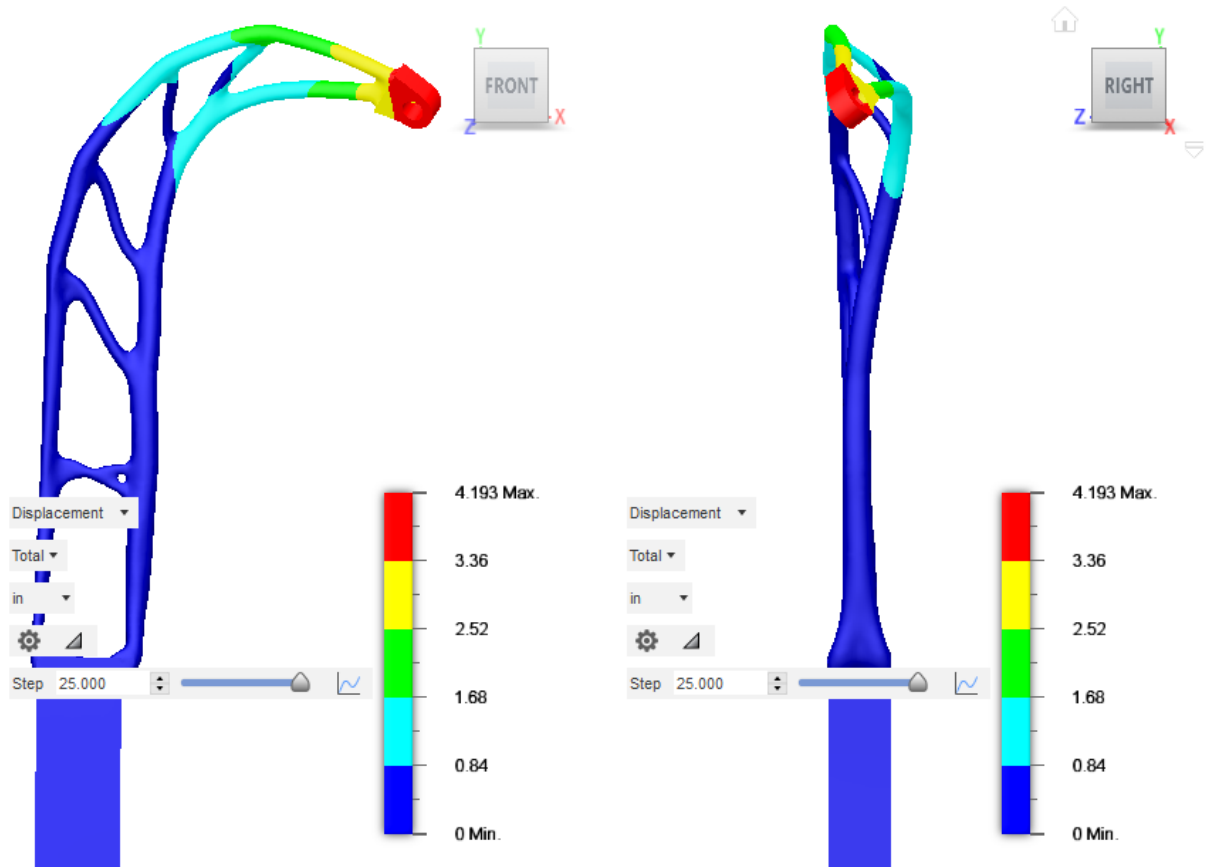 Y
FRONT
Z
X
4.193 Max.
Displacement
3.36
Total
in
2.52
Step 25.000
1.68
0.84
0 Min.
Y
RIGHT
Z
X
4.193 Max.
Displacement
3.36
Total
in
2.52
Step 25.000
1.68
0.84
0 Min.